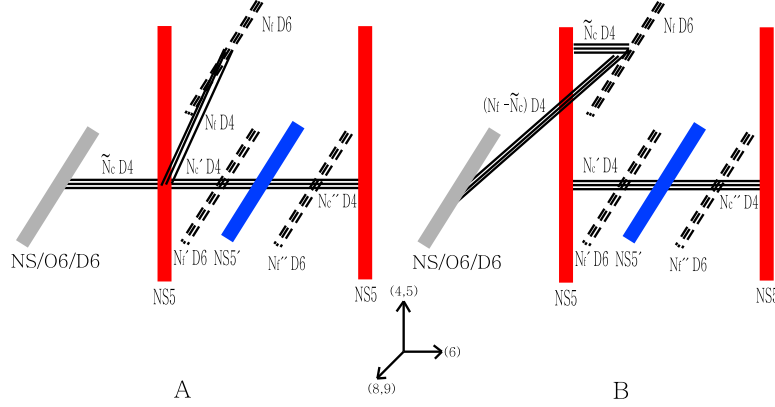 Nf D6
Nf D4
Ñc D4
Nc' D4
Nc'' D4
NS/O6/D6
Nf' D6
NS5'
Nf'' D6
NS5
NS5
A
Ñc D4
Nf D6
(Nf - Ñc) D4
Nc' D4
Nc'' D4
NS/O6/D6
Nf' D6
NS5'
Nf'' D6
NS5
NS5
B
(4,5)
(6)
(8,9)